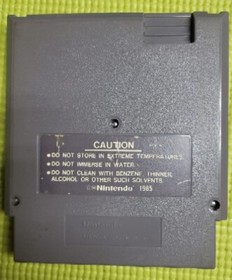 CAUTION
•DO NOT STORE IN EXTREME TEMPERATURES.
•DO NOT IMMERSE IN WATER.
•DO NOT CLEAN WITH BENZENE, THINNER,
ALCOHOL OR OTHER SUCH SOLVENTS.
Nintendo 1985